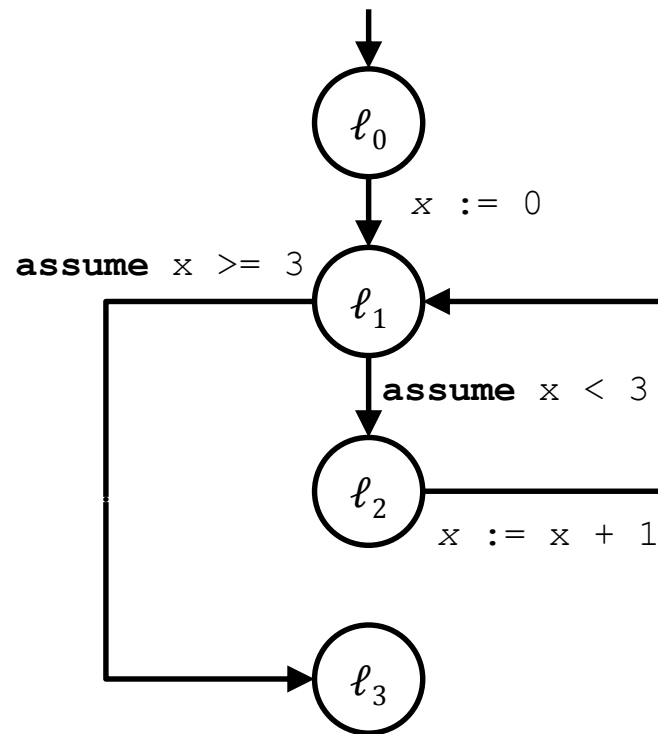 ℓ₀
x := 0
assume x >= 3
ℓ₁
assume x < 3
ℓ₂
x := x + 1
ℓ₃